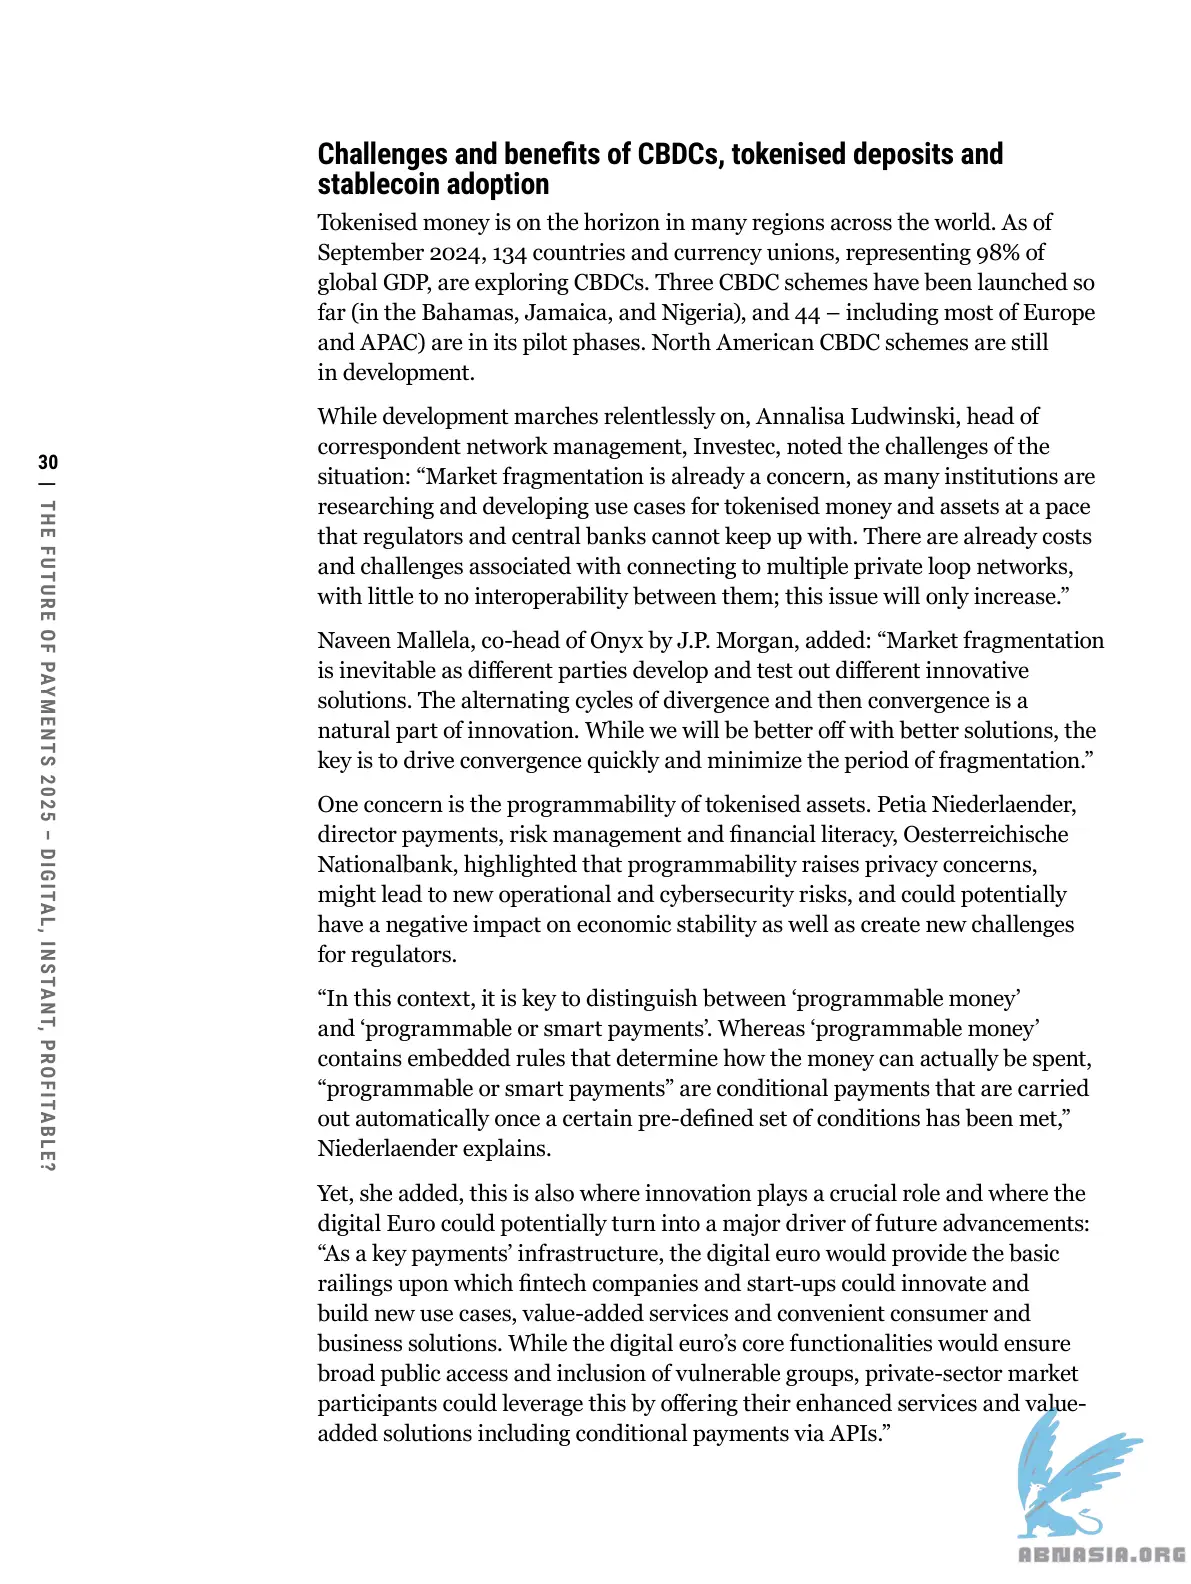 Challenges and benefits of CBDCs, tokenised deposits and
stablecoin adoption
Tokenised money is on the horizon in many regions across the world. As of
September 2024, 134 countries and currency unions, representing 98% of
global GDP, are exploring CBDCs. Three CBDC schemes have been launched so
far (in the Bahamas, Jamaica, and Nigeria), and 44 – including most of Europe
and APAC) are in its pilot phases. North American CBDC schemes are still
in development.
While development marches relentlessly on, Annalisa Ludwinski, head of
correspondent network management, Investec, noted the challenges of the
situation: “Market fragmentation is already a concern, as many institutions are
researching and developing use cases for tokenised money and assets at a pace
that regulators and central banks cannot keep up with. There are already costs
and challenges associated with connecting to multiple private loop networks,
with little to no interoperability between them; this issue will only increase.”
Naveen Mallela, co-head of Onyx by J.P. Morgan, added: “Market fragmentation
is inevitable as different parties develop and test out different innovative
solutions. The alternating cycles of divergence and then convergence is a
natural part of innovation. While we will be better off with better solutions, the
key is to drive convergence quickly and minimize the period of fragmentation.”
One concern is the programmability of tokenised assets. Petia Niederlaender,
director payments, risk management and financial literacy, Oesterreichische
Nationalbank, highlighted that programmability raises privacy concerns,
might lead to new operational and cybersecurity risks, and could potentially
have a negative impact on economic stability as well as create new challenges
for regulators.
“In this context, it is key to distinguish between ‘programmable money’
and ‘programmable or smart payments’. Whereas ‘programmable money’
contains embedded rules that determine how the money can actually be spent,
“programmable or smart payments” are conditional payments that are carried
out automatically once a certain pre-defined set of conditions has been met,”
Niederlaender explains.
Yet, she added, this is also where innovation plays a crucial role and where the
digital Euro could potentially turn into a major driver of future advancements:
“As a key payments’ infrastructure, the digital euro would provide the basic
railings upon which fintech companies and start-ups could innovate and
build new use cases, value-added services and convenient consumer and
business solutions. While the digital euro’s core functionalities would ensure
broad public access and inclusion of vulnerable groups, private-sector market
participants could leverage this by offering their enhanced services and value-
added solutions including conditional payments via APIs.”
30
| THE FUTURE OF PAYMENTS 2025 – DIGITAL, INSTANT, PROFITABLE?
ABNASIA.ORG